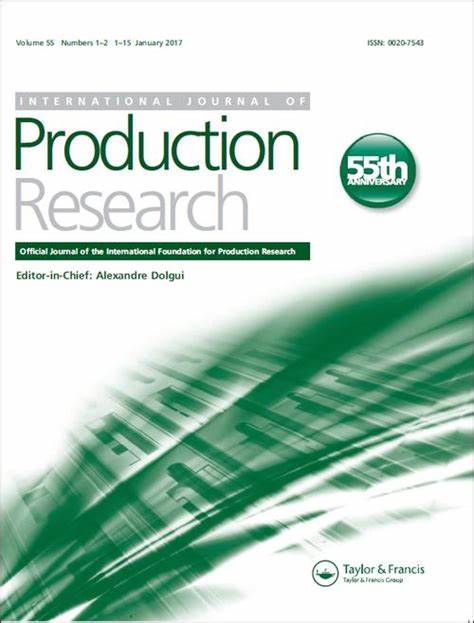 Volume 55 Numbers 1–2 1–15 January 2017 ISSN: 0020-7543
INTERNATIONAL JOURNAL OF
Production
Research
55th
ANNIVERSARY
Official Journal of the International Foundation for Production Research
Editor-in-Chief: Alexandre Dolgui
Taylor & Francis
Taylor & Francis Group